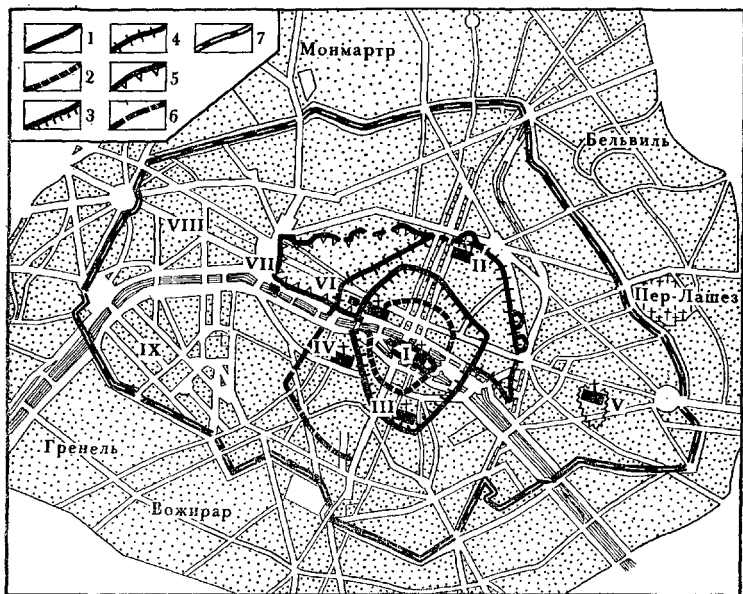 1 4 7
2 5
3 6
Монмартр
Бельвиль
VIII
VII
II
VI
Пер-Лашез
I
IX
IV
V
III
Гренель
Вожирар